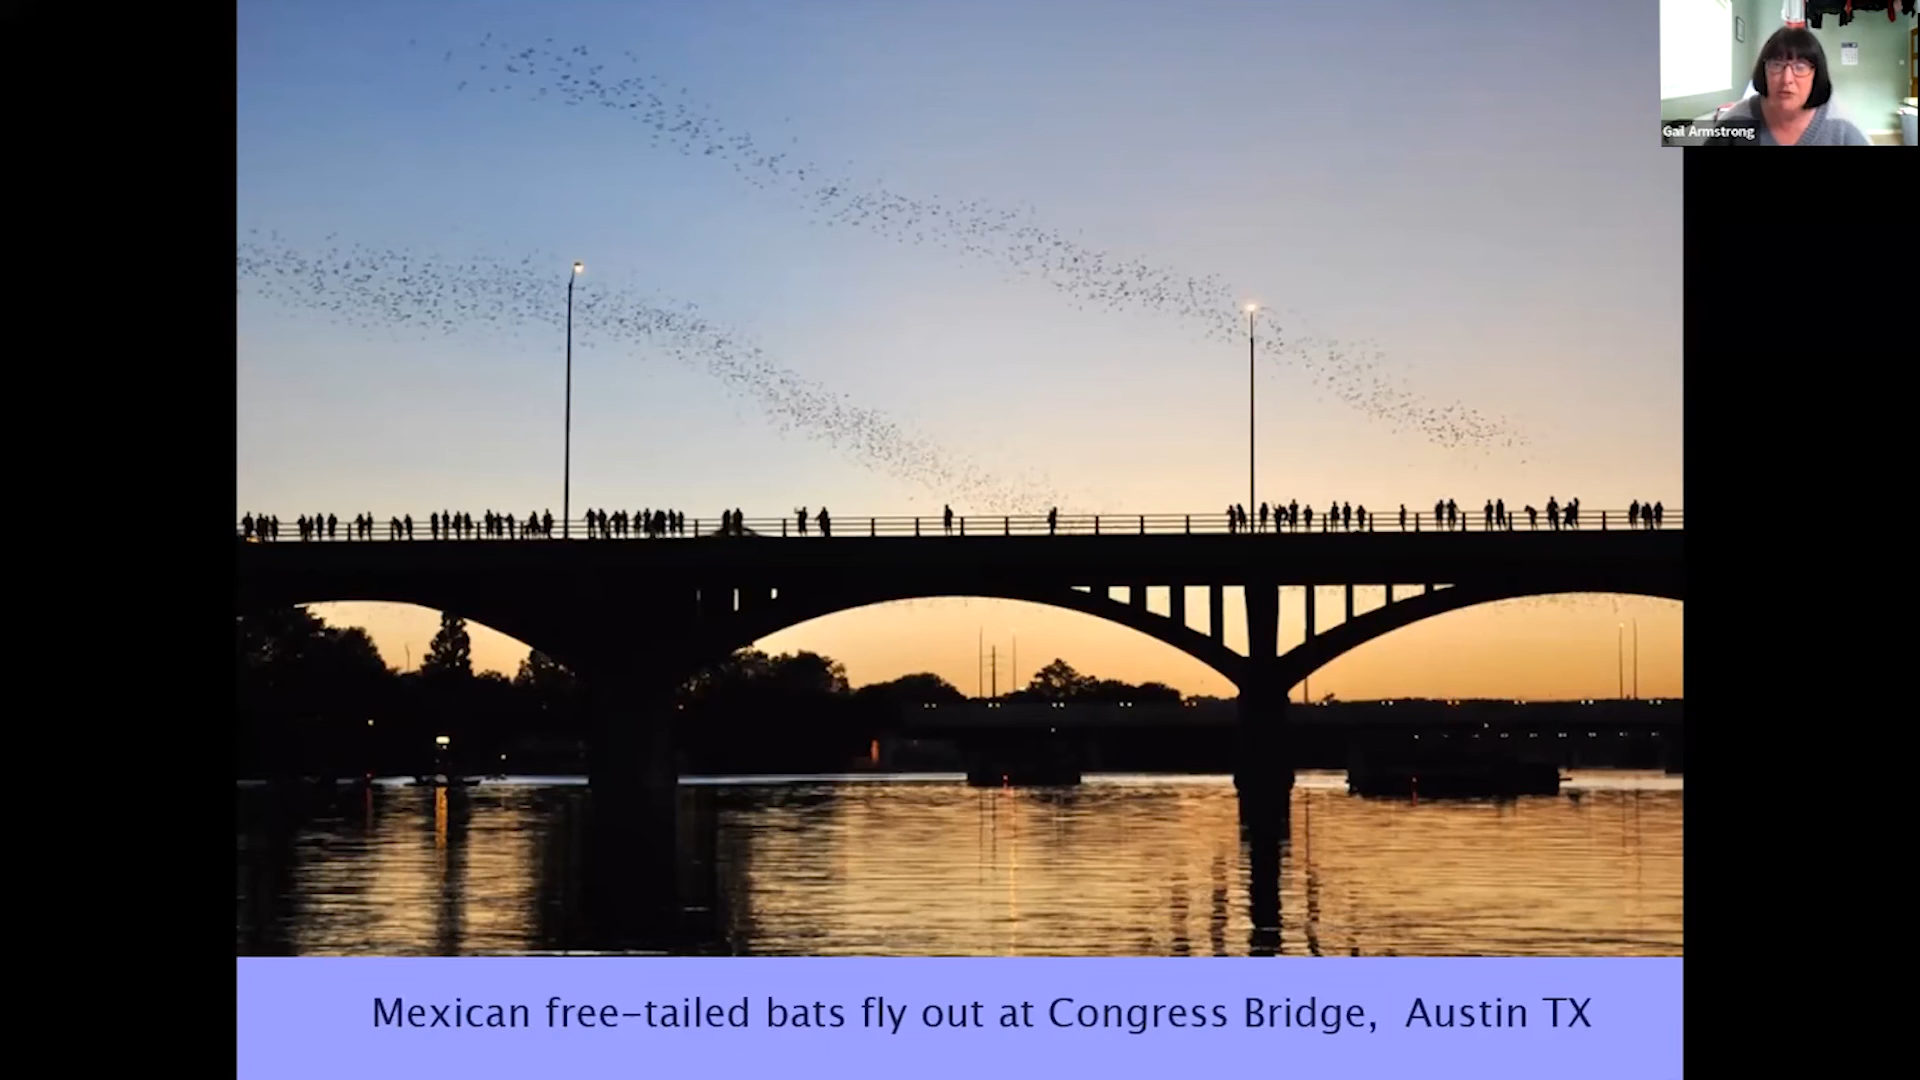 Gail Armstrong
Mexican free-tailed bats fly out at Congress Bridge, Austin TX